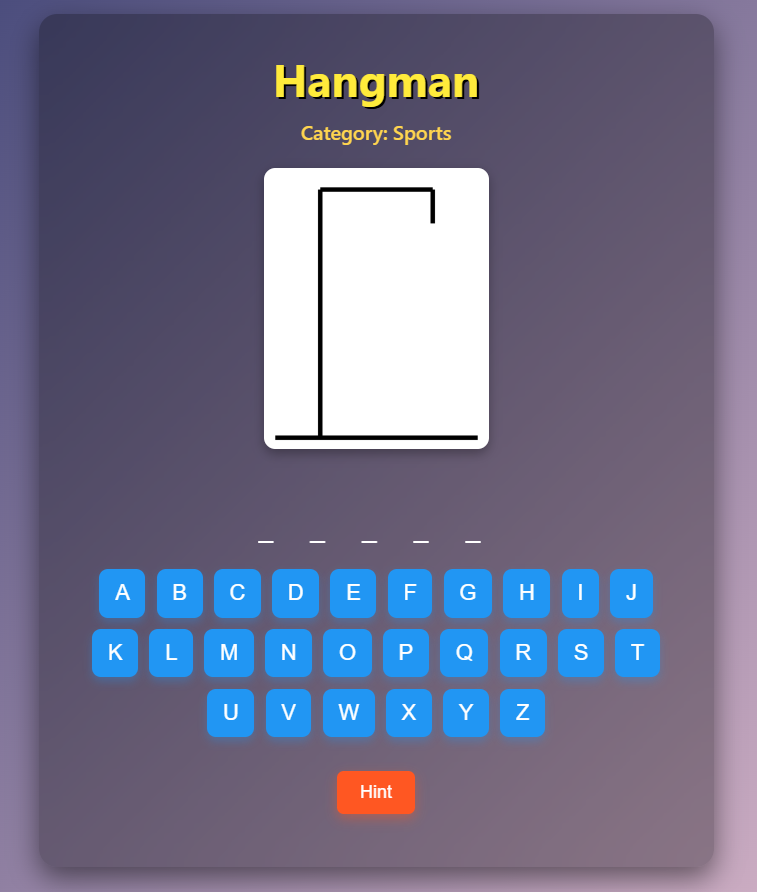 Hangman
Category: Sports
_ _ _ _ _
A B C D E F G H I J
K L M N O P Q R S T
U V W X Y Z
Hint